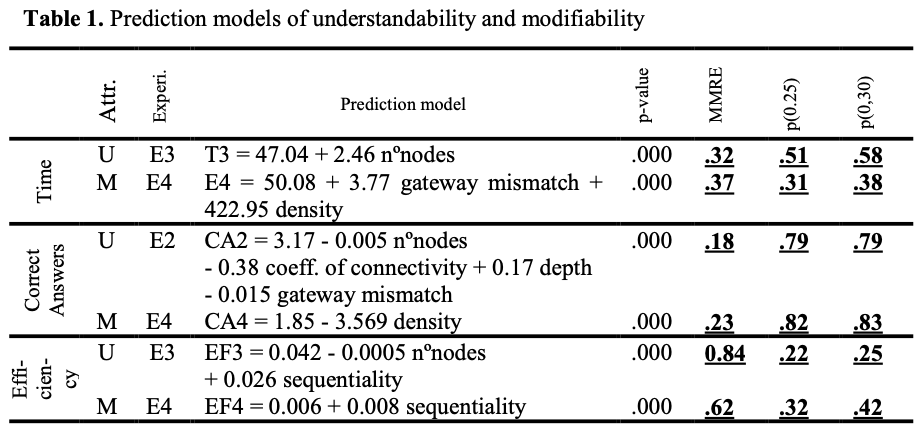 Table 1. Prediction models of understandability and modifiability
Attr. Experi. Prediction model p-value MMRE p(0.25) p(0,30)
Time
U E3 T3 = 47.04 + 2.46 nºnodes .000 .32 .51 .58
M E4 E4 = 50.08 + 3.77 gateway mismatch + .000 .37 .31 .38
422.95 density
Correct
Answers
U E2 CA2 = 3.17 - 0.005 nºnodes .000 .18 .79 .79
- 0.38 coeff. of connectivity + 0.17 depth
- 0.015 gateway mismatch
M E4 CA4 = 1.85 - 3.569 density .000 .23 .82 .83
Effi-
cien-
cy
U E3 EF3 = 0.042 - 0.0005 nºnodes .000 0.84 .22 .25
+ 0.026 sequentiality
M E4 EF4 = 0.006 + 0.008 sequentiality .000 .62 .32 .42